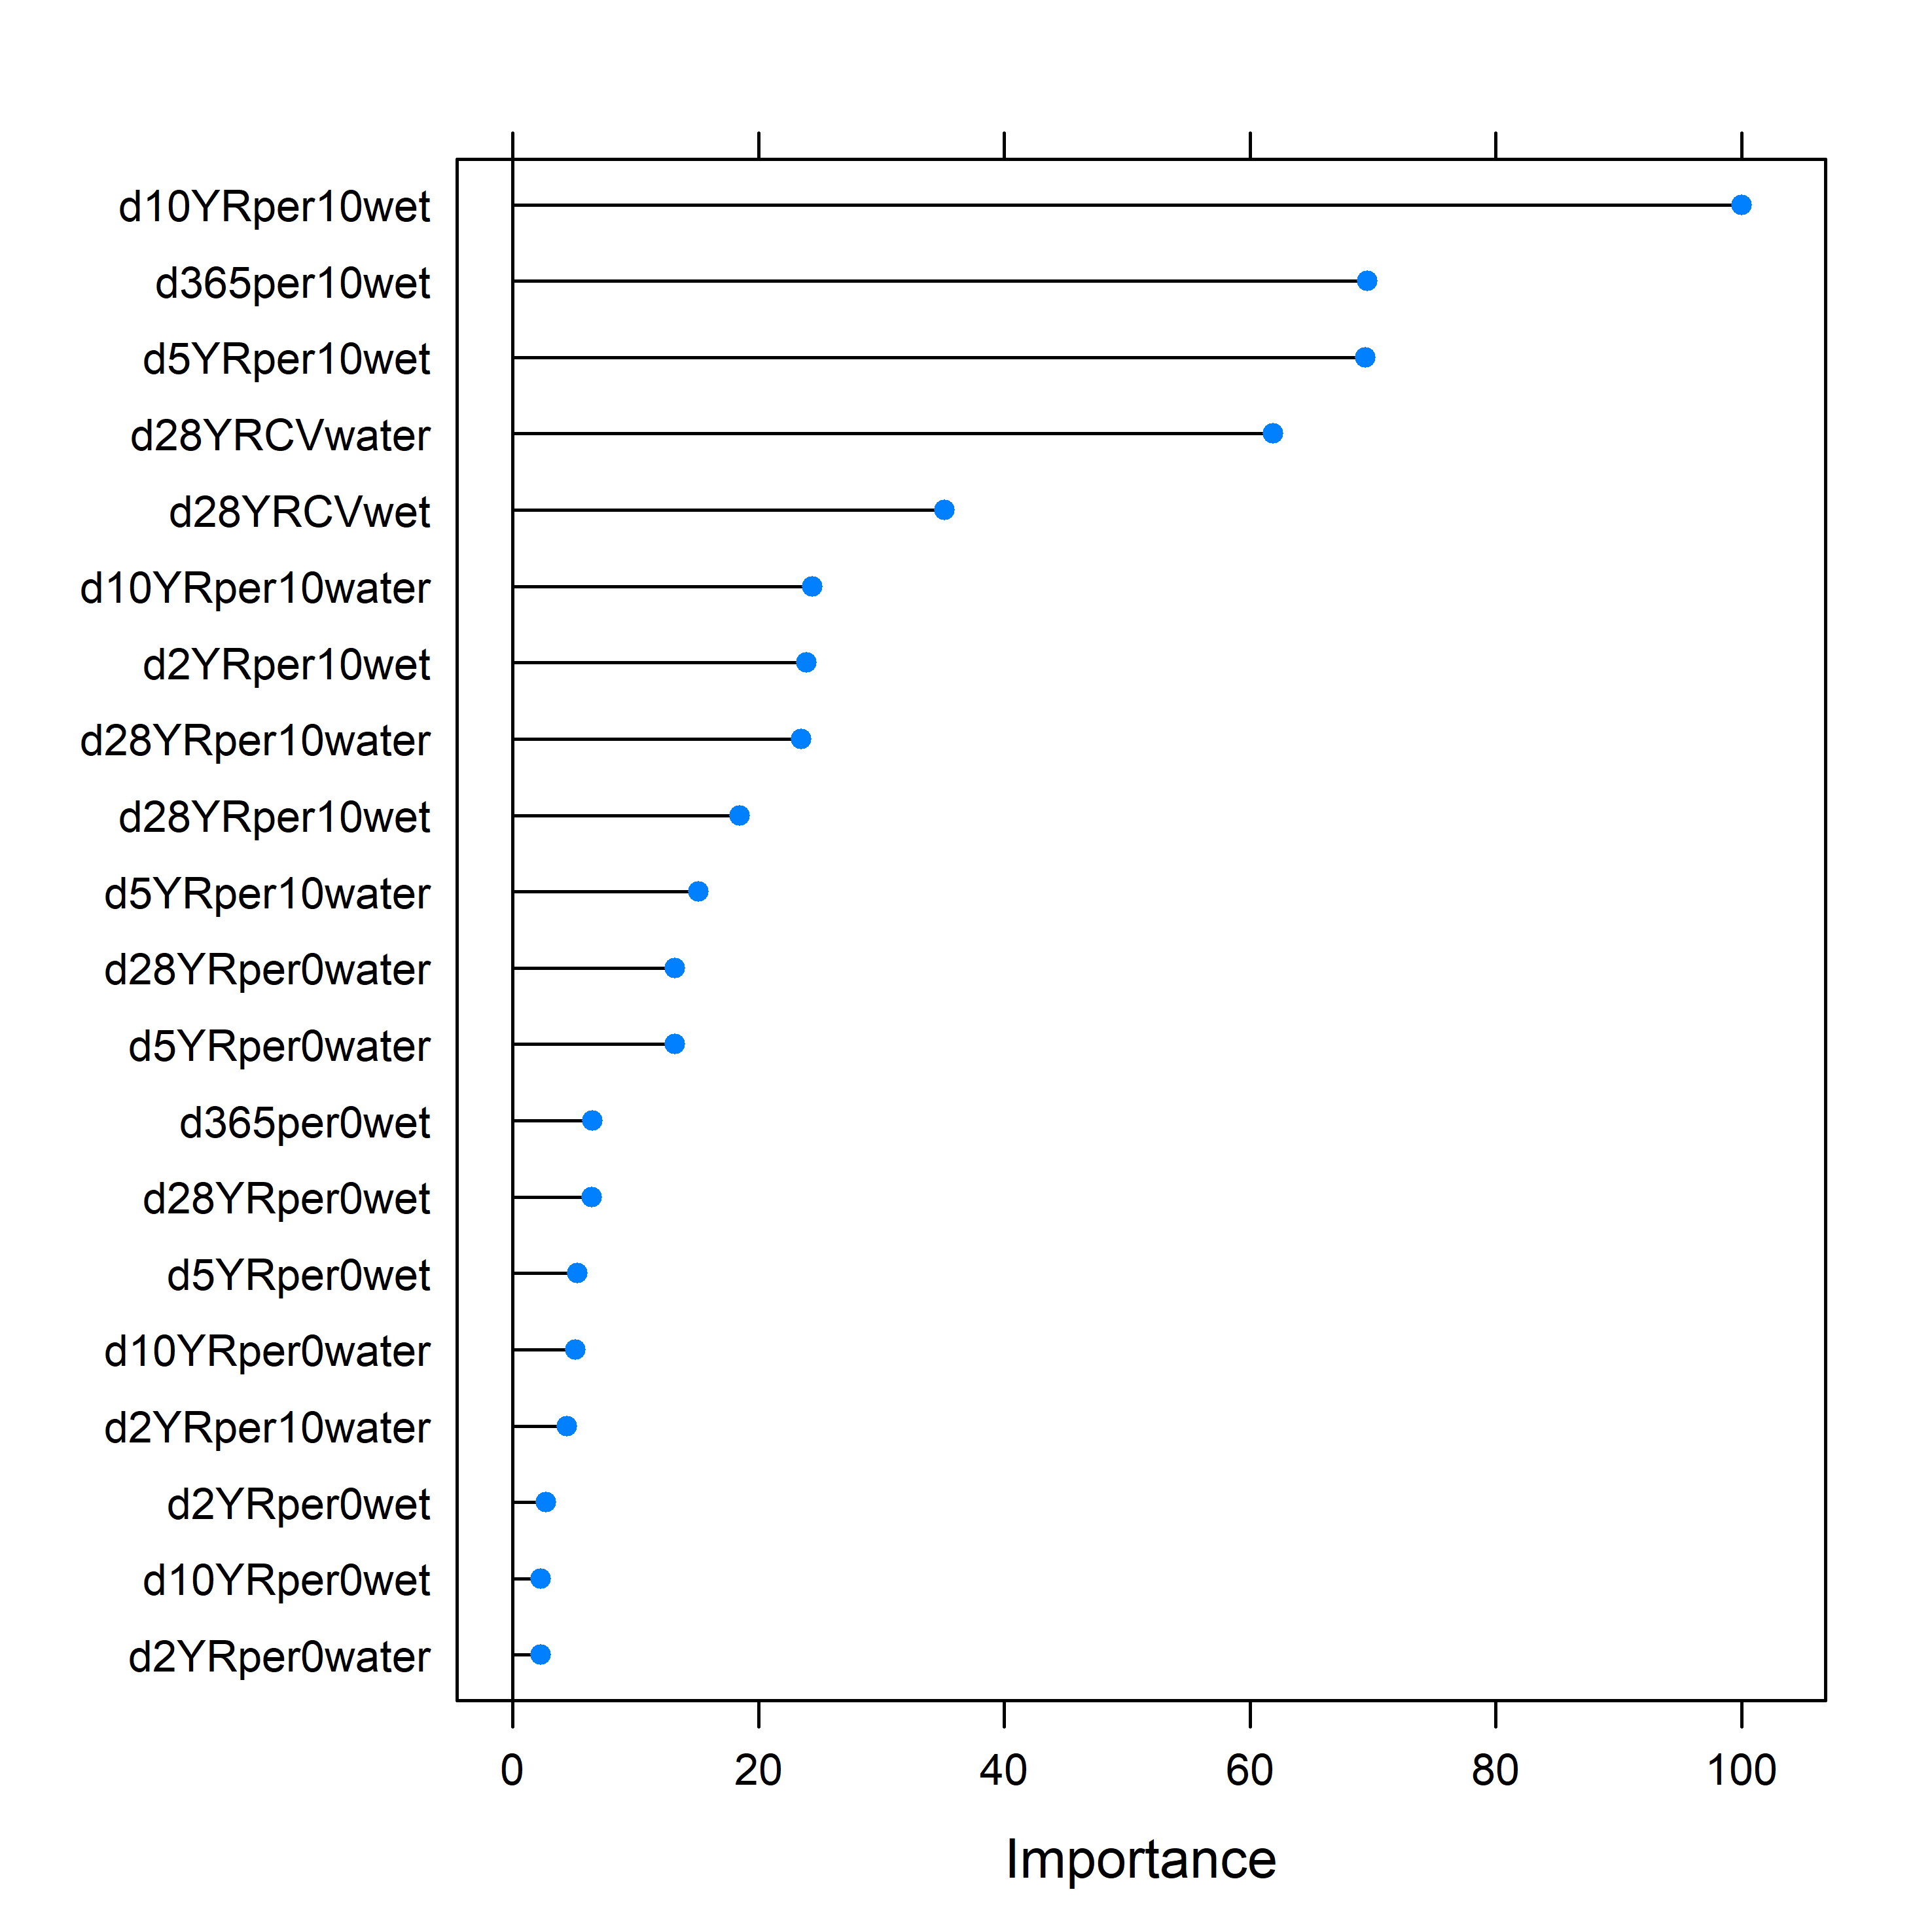 d10YRper10wet
d365per10wet
d5YRper10wet
d28YRCVwater
d28YRCVwet
d10YRper10water
d2YRper10wet
d28YRper10water
d28YRper10wet
d5YRper10water
d28YRper0water
d5YRper0water
d365per0wet
d28YRper0wet
d5YRper0wet
d10YRper0water
d2YRper10water
d2YRper0wet
d10YRper0wet
d2YRper0water
0 20 40 60 80 100
Importance